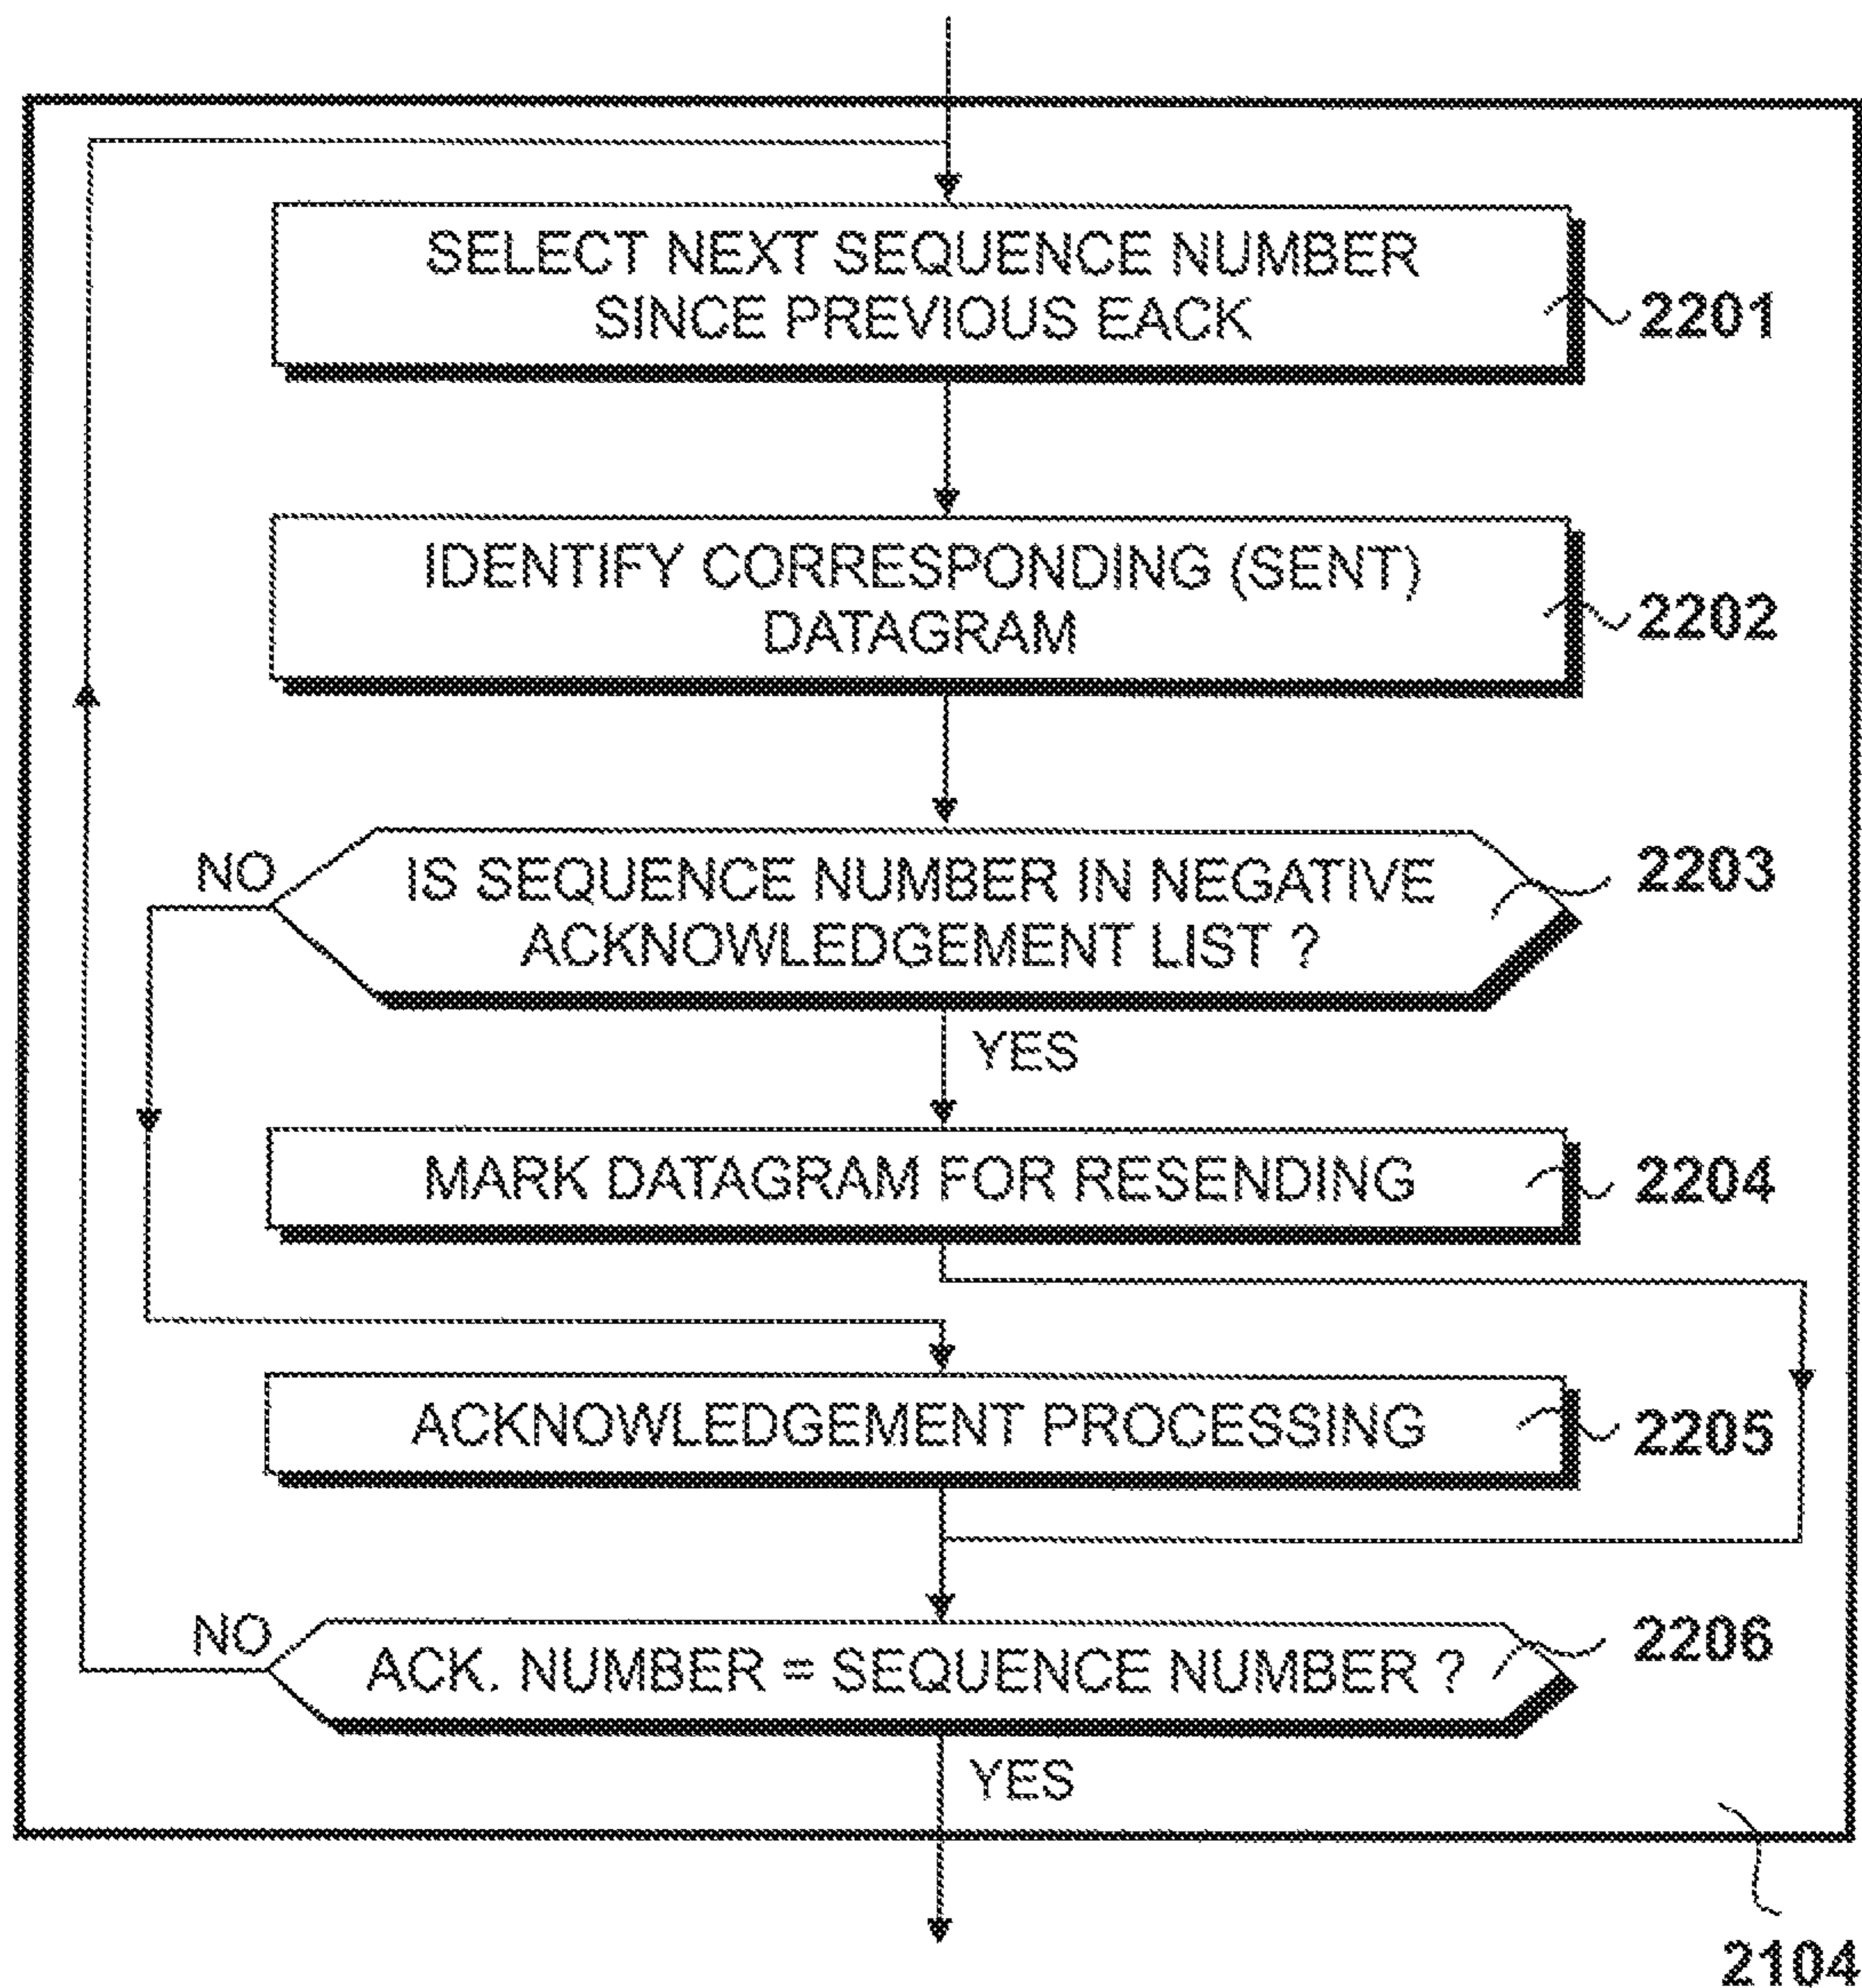 SELECT NEXT SEQUENCE NUMBER
SINCE PREVIOUS EACK
2201
IDENTIFY CORRESPONDING (SENT)
DATAGRAM
2202
NO
IS SEQUENCE NUMBER IN NEGATIVE
ACKNOWLEDGEMENT LIST ?
2203
YES
MARK DATAGRAM FOR RESENDING
2204
ACKNOWLEDGEMENT PROCESSING
2205
NO
ACK. NUMBER = SEQUENCE NUMBER ?
2206
YES
2104